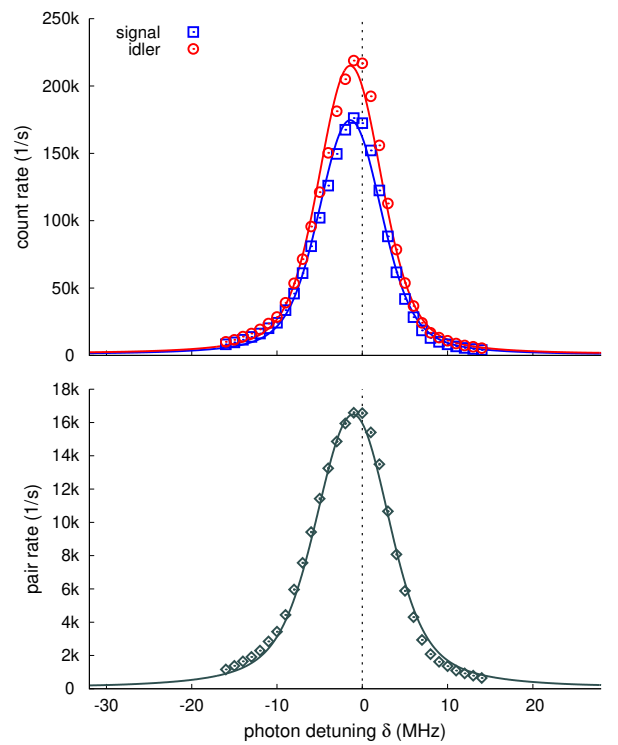 250k
200k
150k
100k
50k
0
count rate (1/s)
signal
idler
18k
16k
14k
12k
10k
8k
6k
4k
2k
0
pair rate (1/s)
-30
-20
-10
0
10
20
photon detuning δ (MHz)